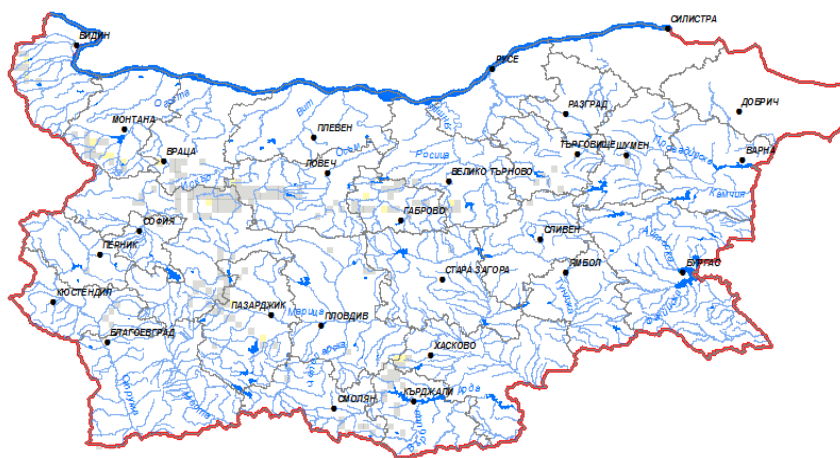 СИЛИСТРА
ВИДИН
РУСЕ
ДОБРИЧ
Огоста
Вит
РАЗГРАД
МОНТАНА
ПЛЕВЕН
ВРАЦА
Осъм
Росица
ТЪРГОВИЩЕ
ШУМЕН
Провадийска
ВАРНА
ЛОВЕЧ
Искър
ВЕЛИКО ТЪРНОВО
Камчия
ГАБРОВО
СОФИЯ
СЛИВЕН
ПЕРНИК
ЯМБОЛ
БУРГАС
СТАРА ЗАГОРА
Тунджа
КЮСТЕНДИЛ
ПАЗАРДЖИК
Марица
ПЛОВДИВ
БЛАГОЕВГРАД
ХАСКОВО
Струма
Места
СМОЛЯН
КЪРДЖАЛИ